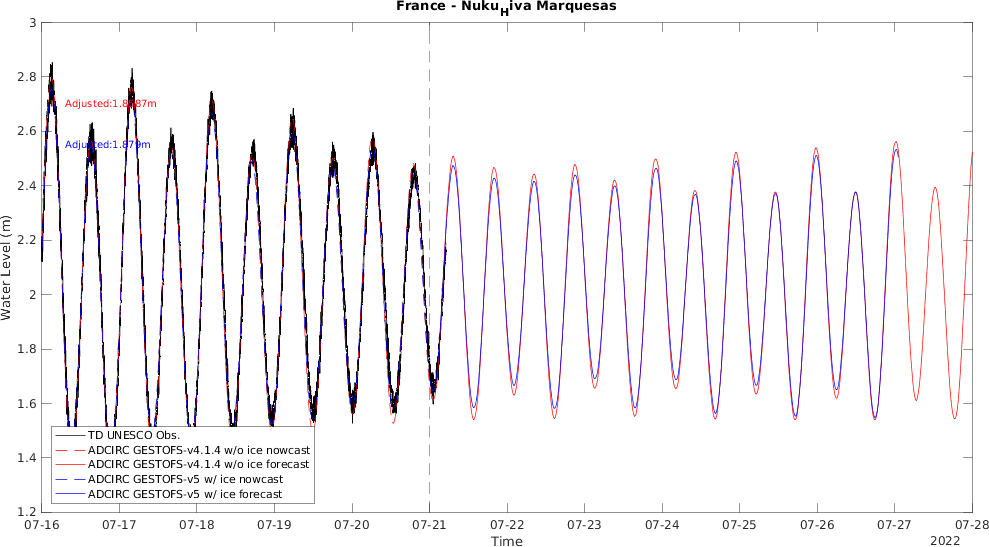 France - NukuHiva Marquesas
3
2.8
2.6
2.4
2.2
2
1.8
1.6
1.4
1.2
Water Level (m)
Adjusted:
Adjusted:1.879m
TD UNESCO Obs.
ADCIRC GESTOFS-v4.1.4 w/o ice nowcast
ADCIRC GESTOFS-v4.1.4 w/o ice forecast
ADCIRC GESTOFS-v5 w/ ice nowcast
ADCIRC GESTOFS-v5 w/ ice forecast
07-16 07-17 07-18 07-19 07-20 07-21 07-22 07-23 07-24 07-25 07-26 07-27 07-28
Time
2022